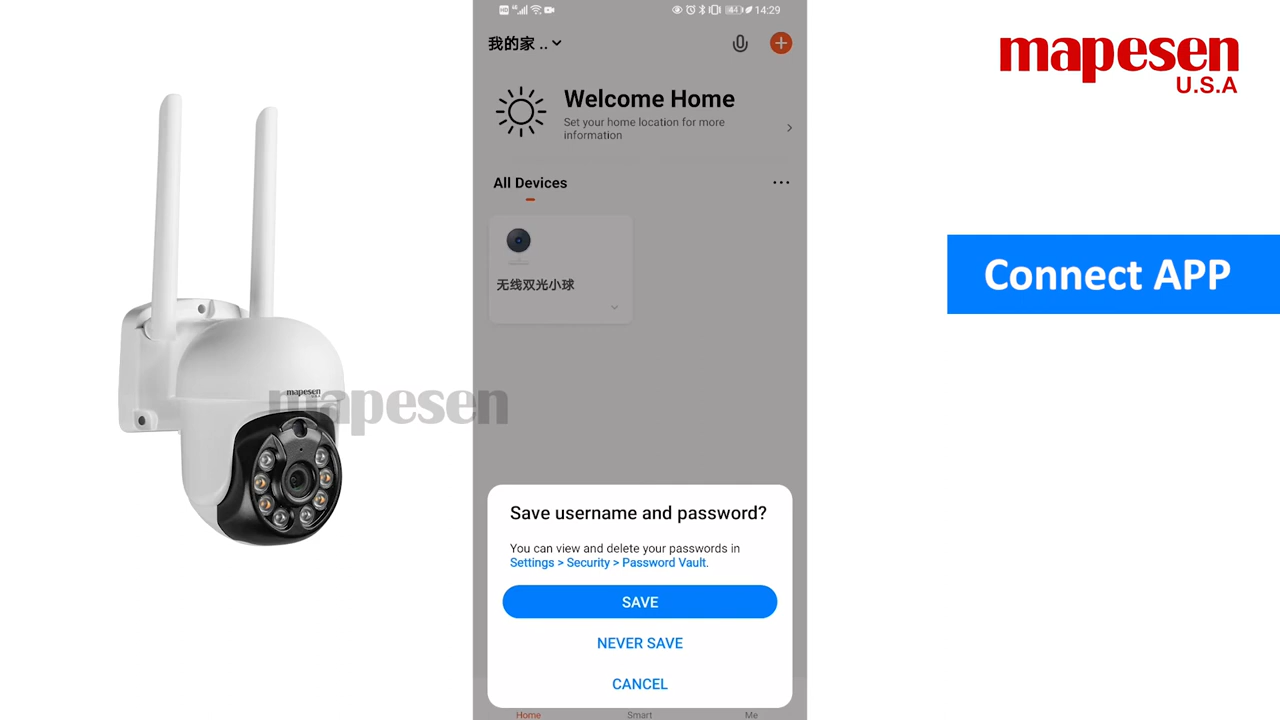 14:29
我的家 ..
Welcome Home
Set your home location for more
information
All Devices
无线双光小球
Save username and password?
You can view and delete your passwords in
Settings > Security > Password Vault.
SAVE
NEVER SAVE
CANCEL
Home
Smart
Me
mapesen
U.S.A
Connect APP
mapesen
mapesen